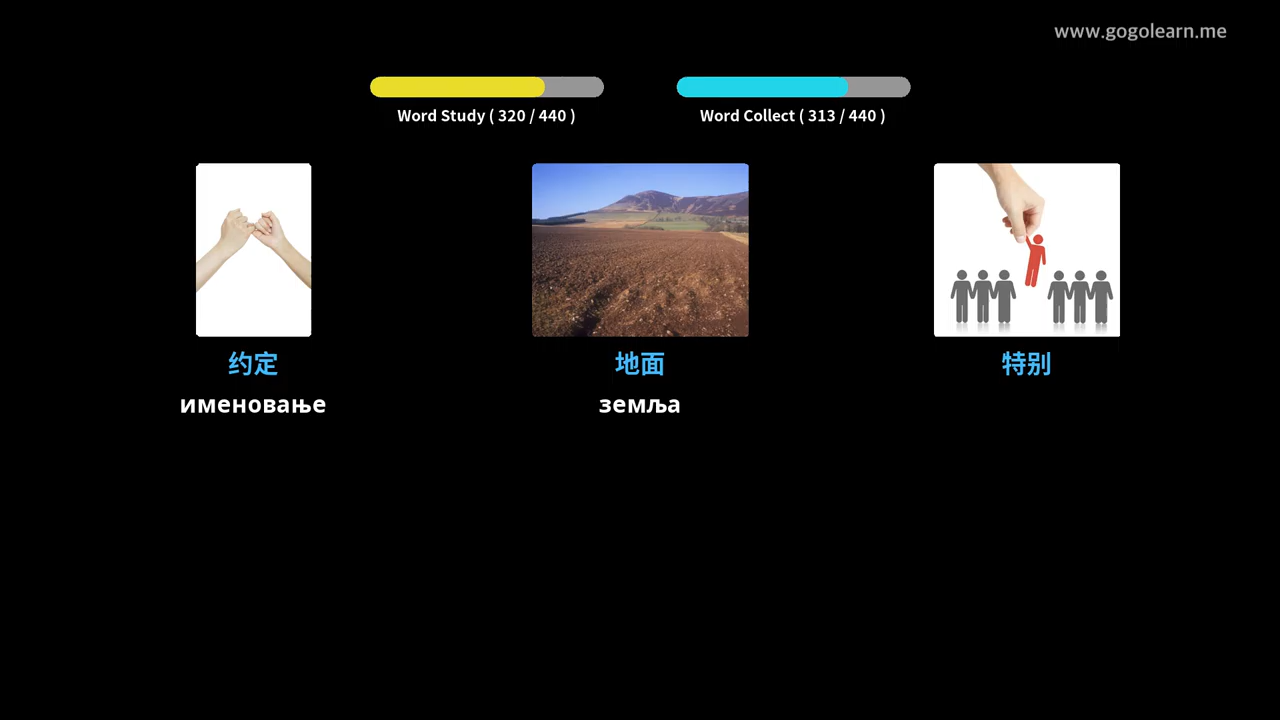 www.gogolearn.me
Word Study ( 320 / 440 )
Word Collect ( 313 / 440 )
约定
地面
特别
именовање
земља